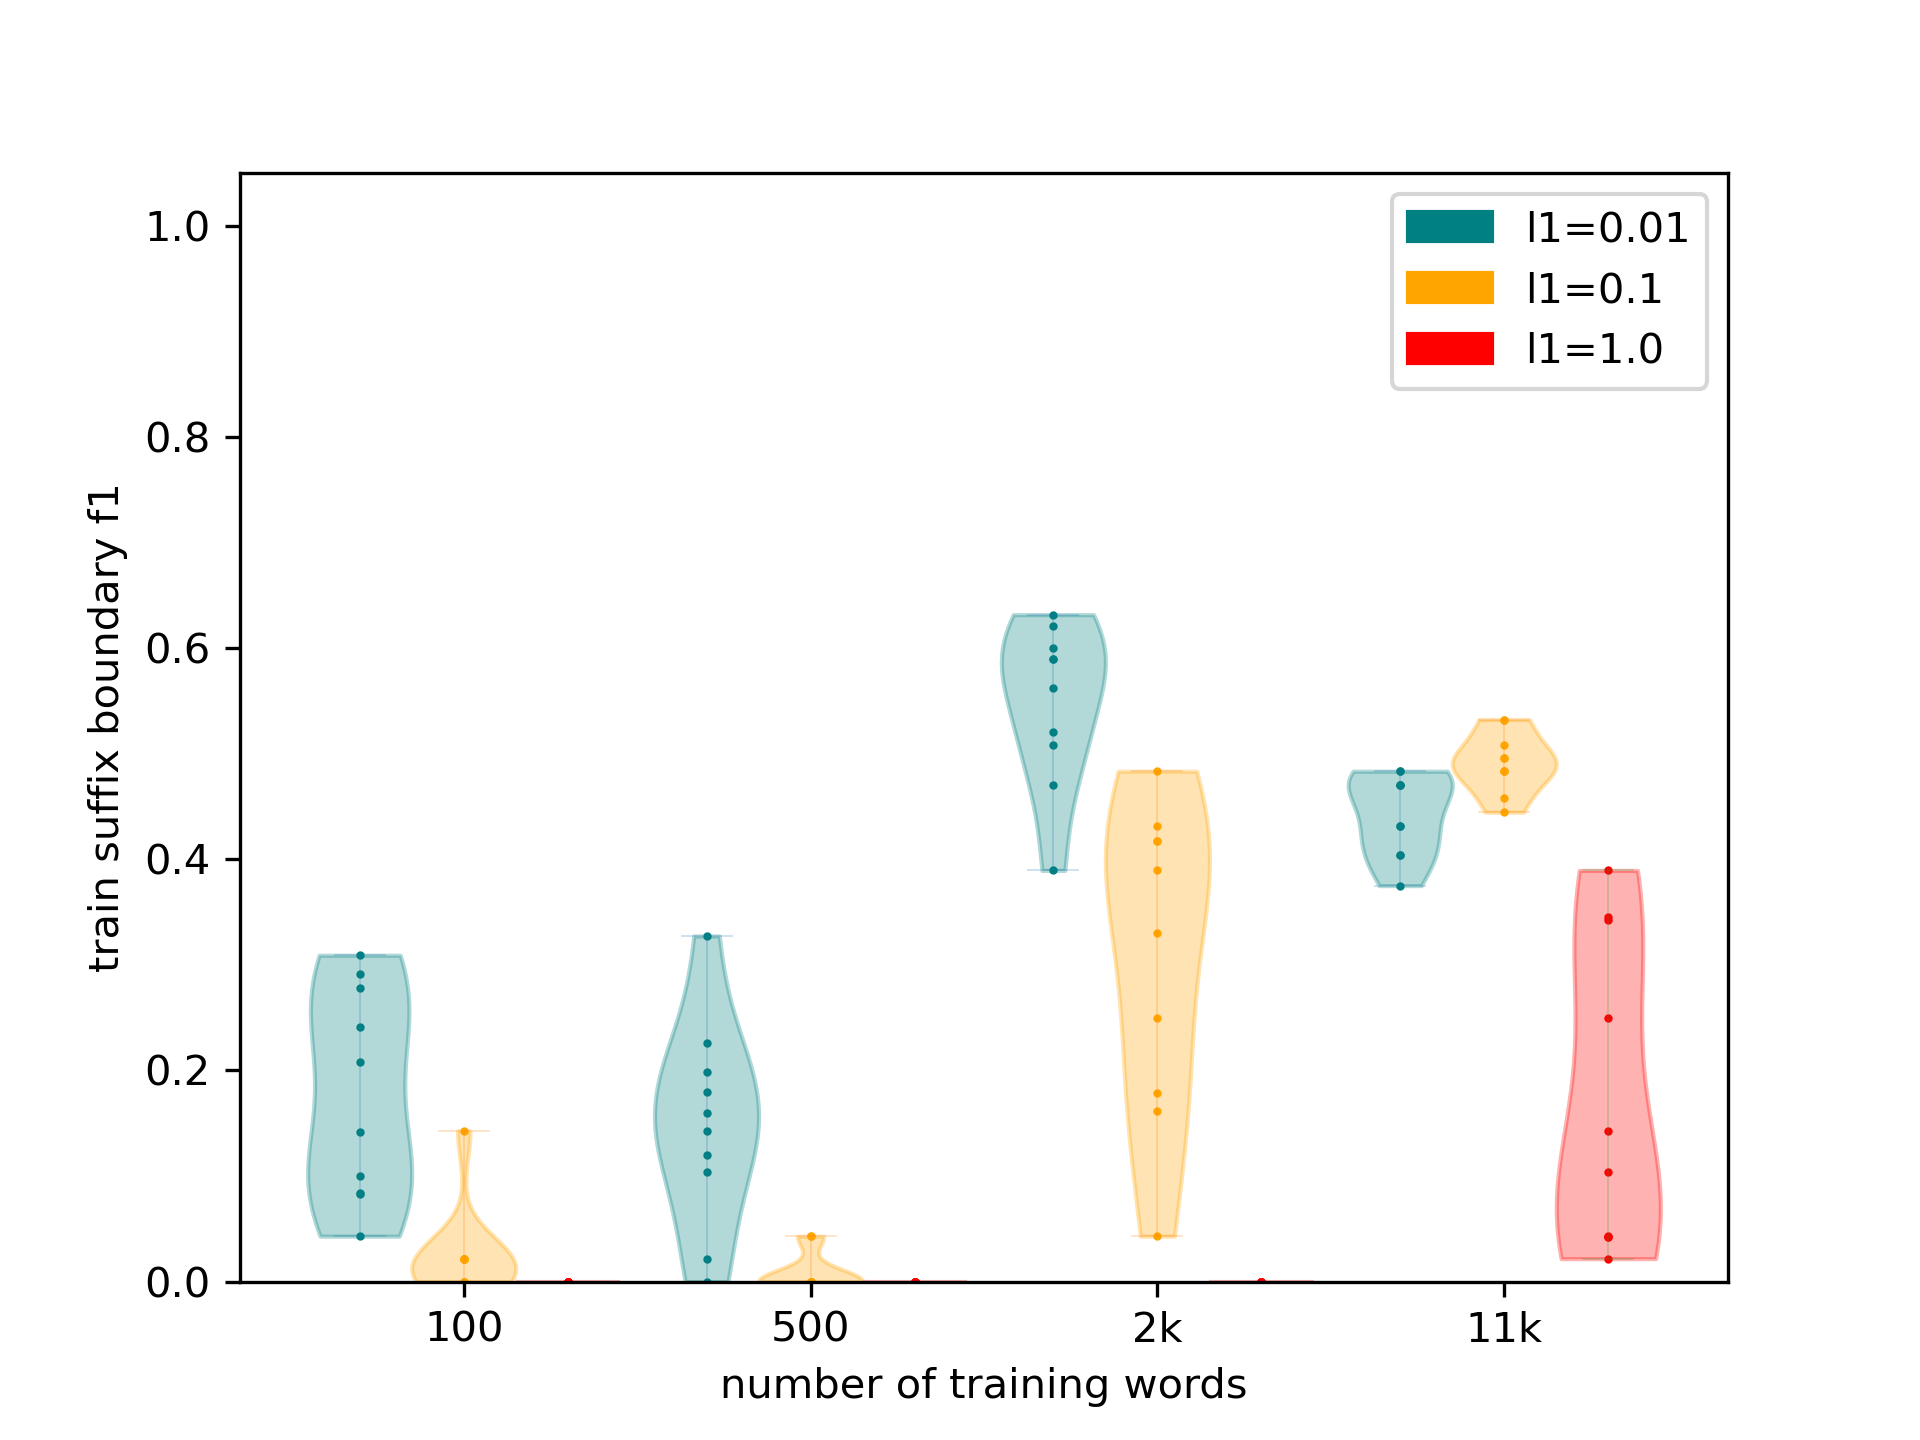 l1=0.01
l1=0.1
l1=1.0
train suffix boundary f1
1.0
0.8
0.6
0.4
0.2
0.0
100 500 2k 11k
number of training words